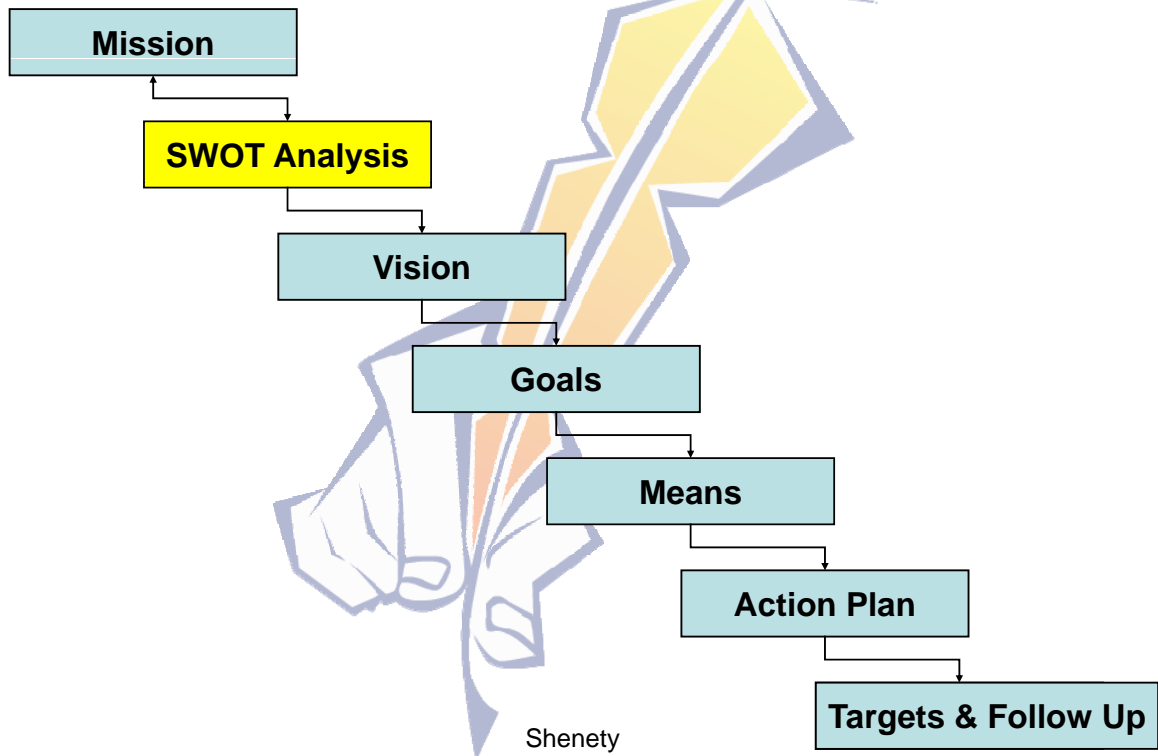 Mission
SWOT Analysis
Vision
Goals
Means
Action Plan
Targets & Follow Up
Shenety